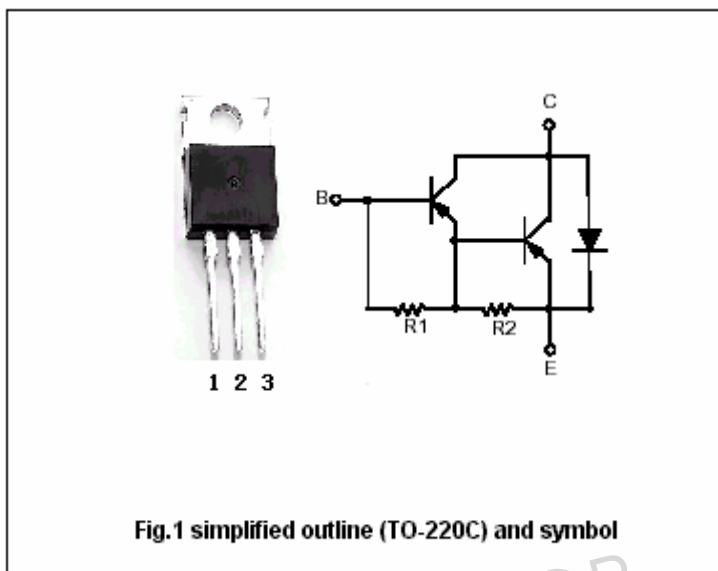 C
B
R1 R2
E
1 2 3
Fig.1 simplified outline (TO-220C) and symbol